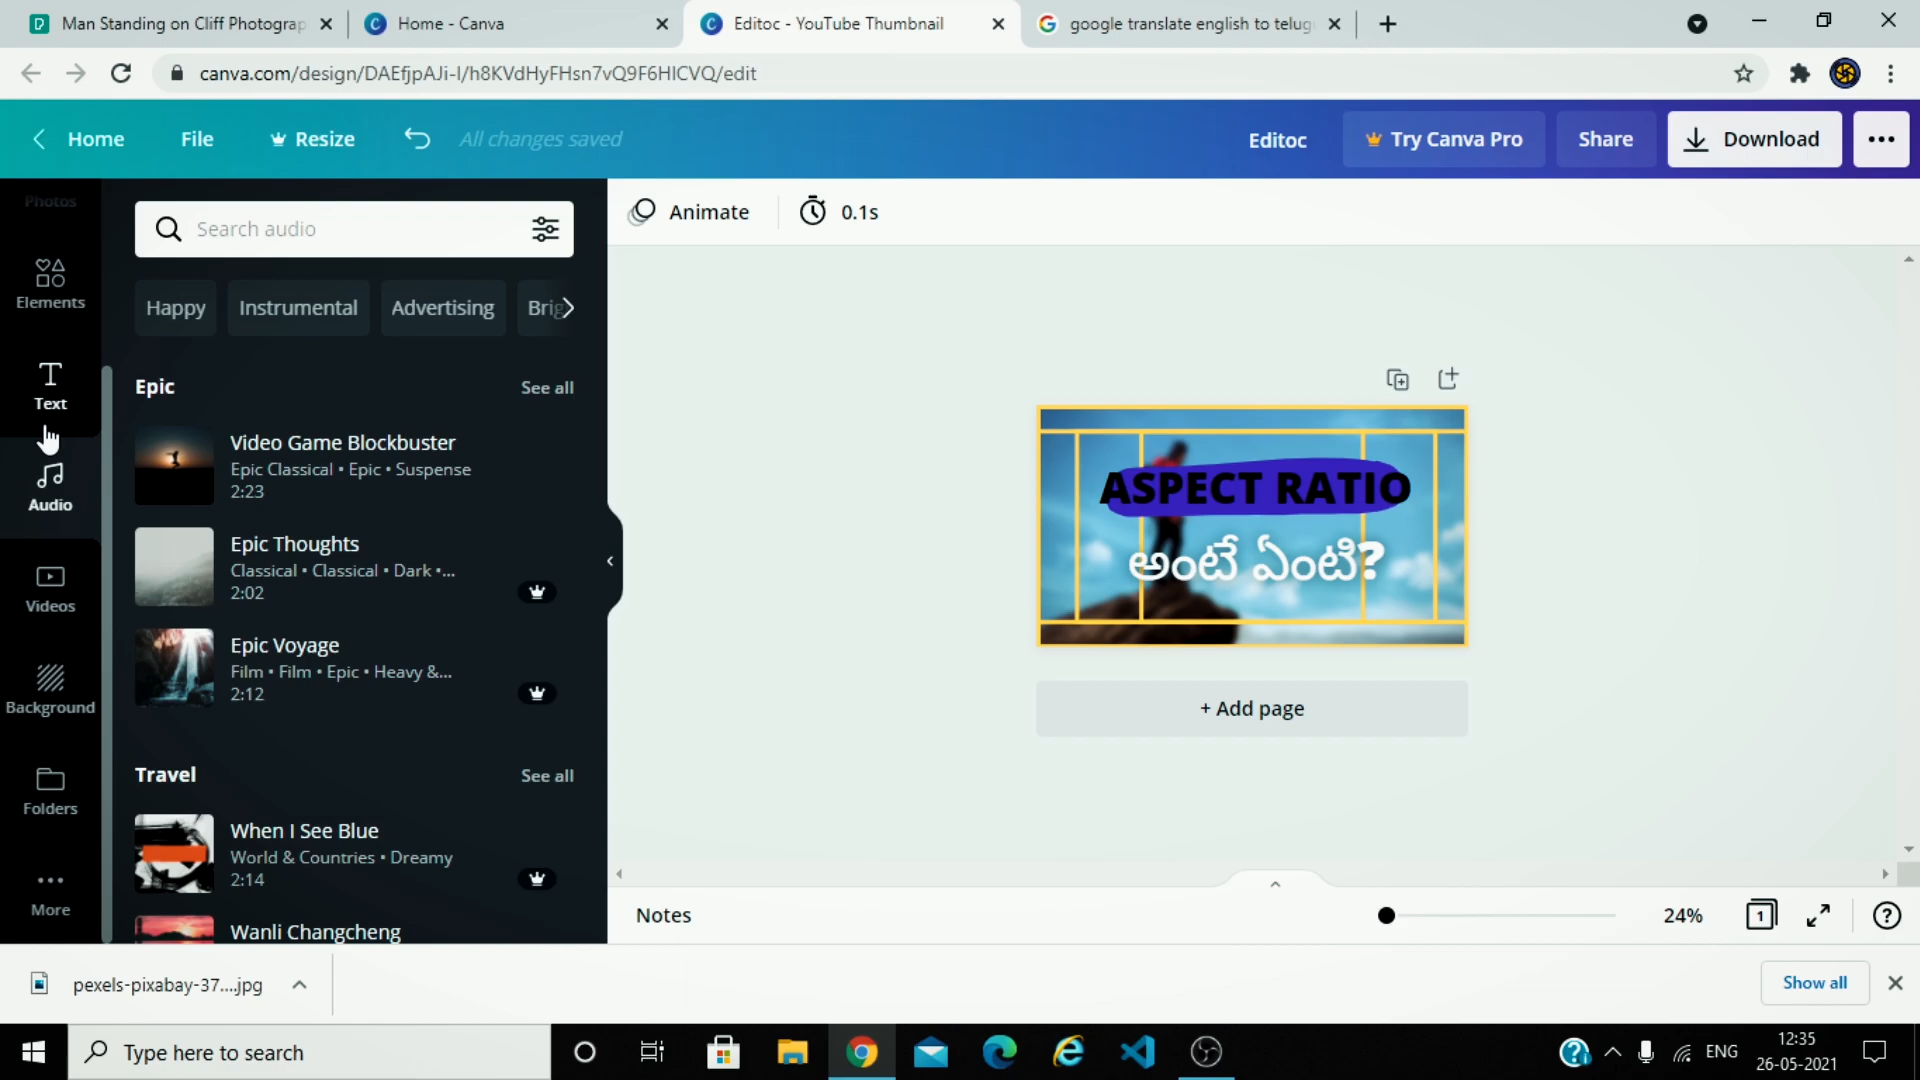 Man Standing on Cliff Photograp
Home - Canva
Editoc - YouTube Thumbnail
google translate english to telug
canva.com/design/DAEfjpAJi-I/h8KVdHyFHsn7vQ9F6HICVQ/edit
Home
File
Resize
All changes saved
Editoc
Try Canva Pro
Share
Download
Photos
Elements
Text
Audio
Videos
Background
Folders
More
Search audio
Happy
Instrumental
Advertising
Brig
Epic
See all
Video Game Blockbuster
Epic Classical • Epic • Suspense
2:23
Epic Thoughts
Classical • Classical • Dark •...
2:02
Epic Voyage
Film • Film • Epic • Heavy &...
2:12
Travel
See all
When I See Blue
World & Countries • Dreamy
2:14
Wanli Changcheng
Animate
0.1s
ASPECT RATIO
అంటే ఏంటి?
+ Add page
Notes
24%
1
pexels-pixabay-37....jpg
Show all
Type here to search
ENG
12:35
26-05-2021